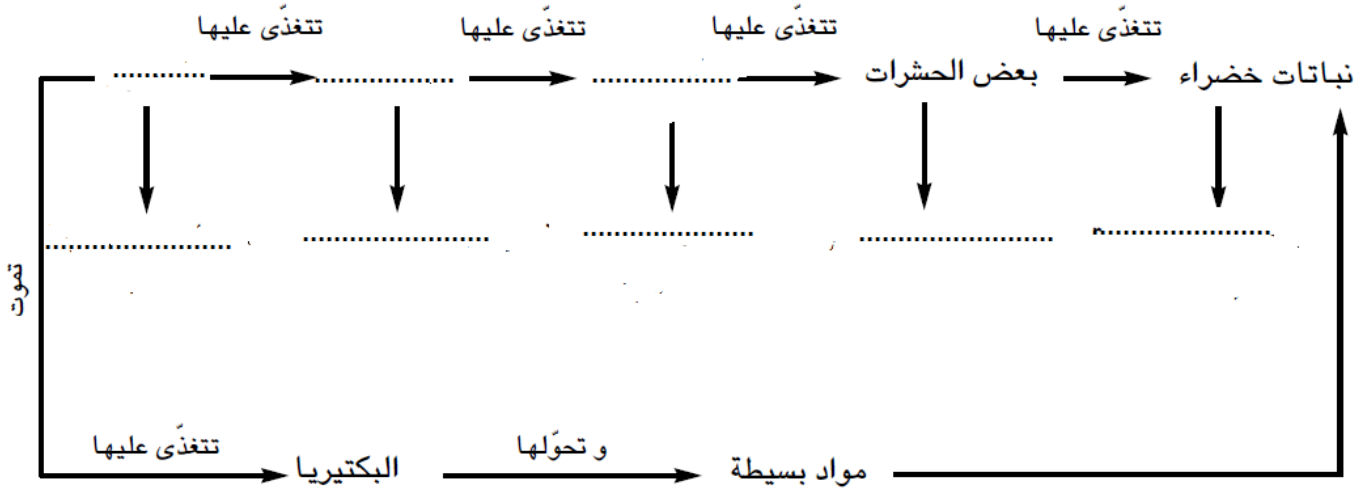 تتغذّى عليها تتغذّى عليها تتغذّى عليها تتغذّى عليها
نباتات خضراء بعض الحشرات ................... ................... .............
......................... ......................... ......................... ......................... .........................
تموت
تتغذّى عليها و تحوّلها
البكتيريا مواد بسيطة